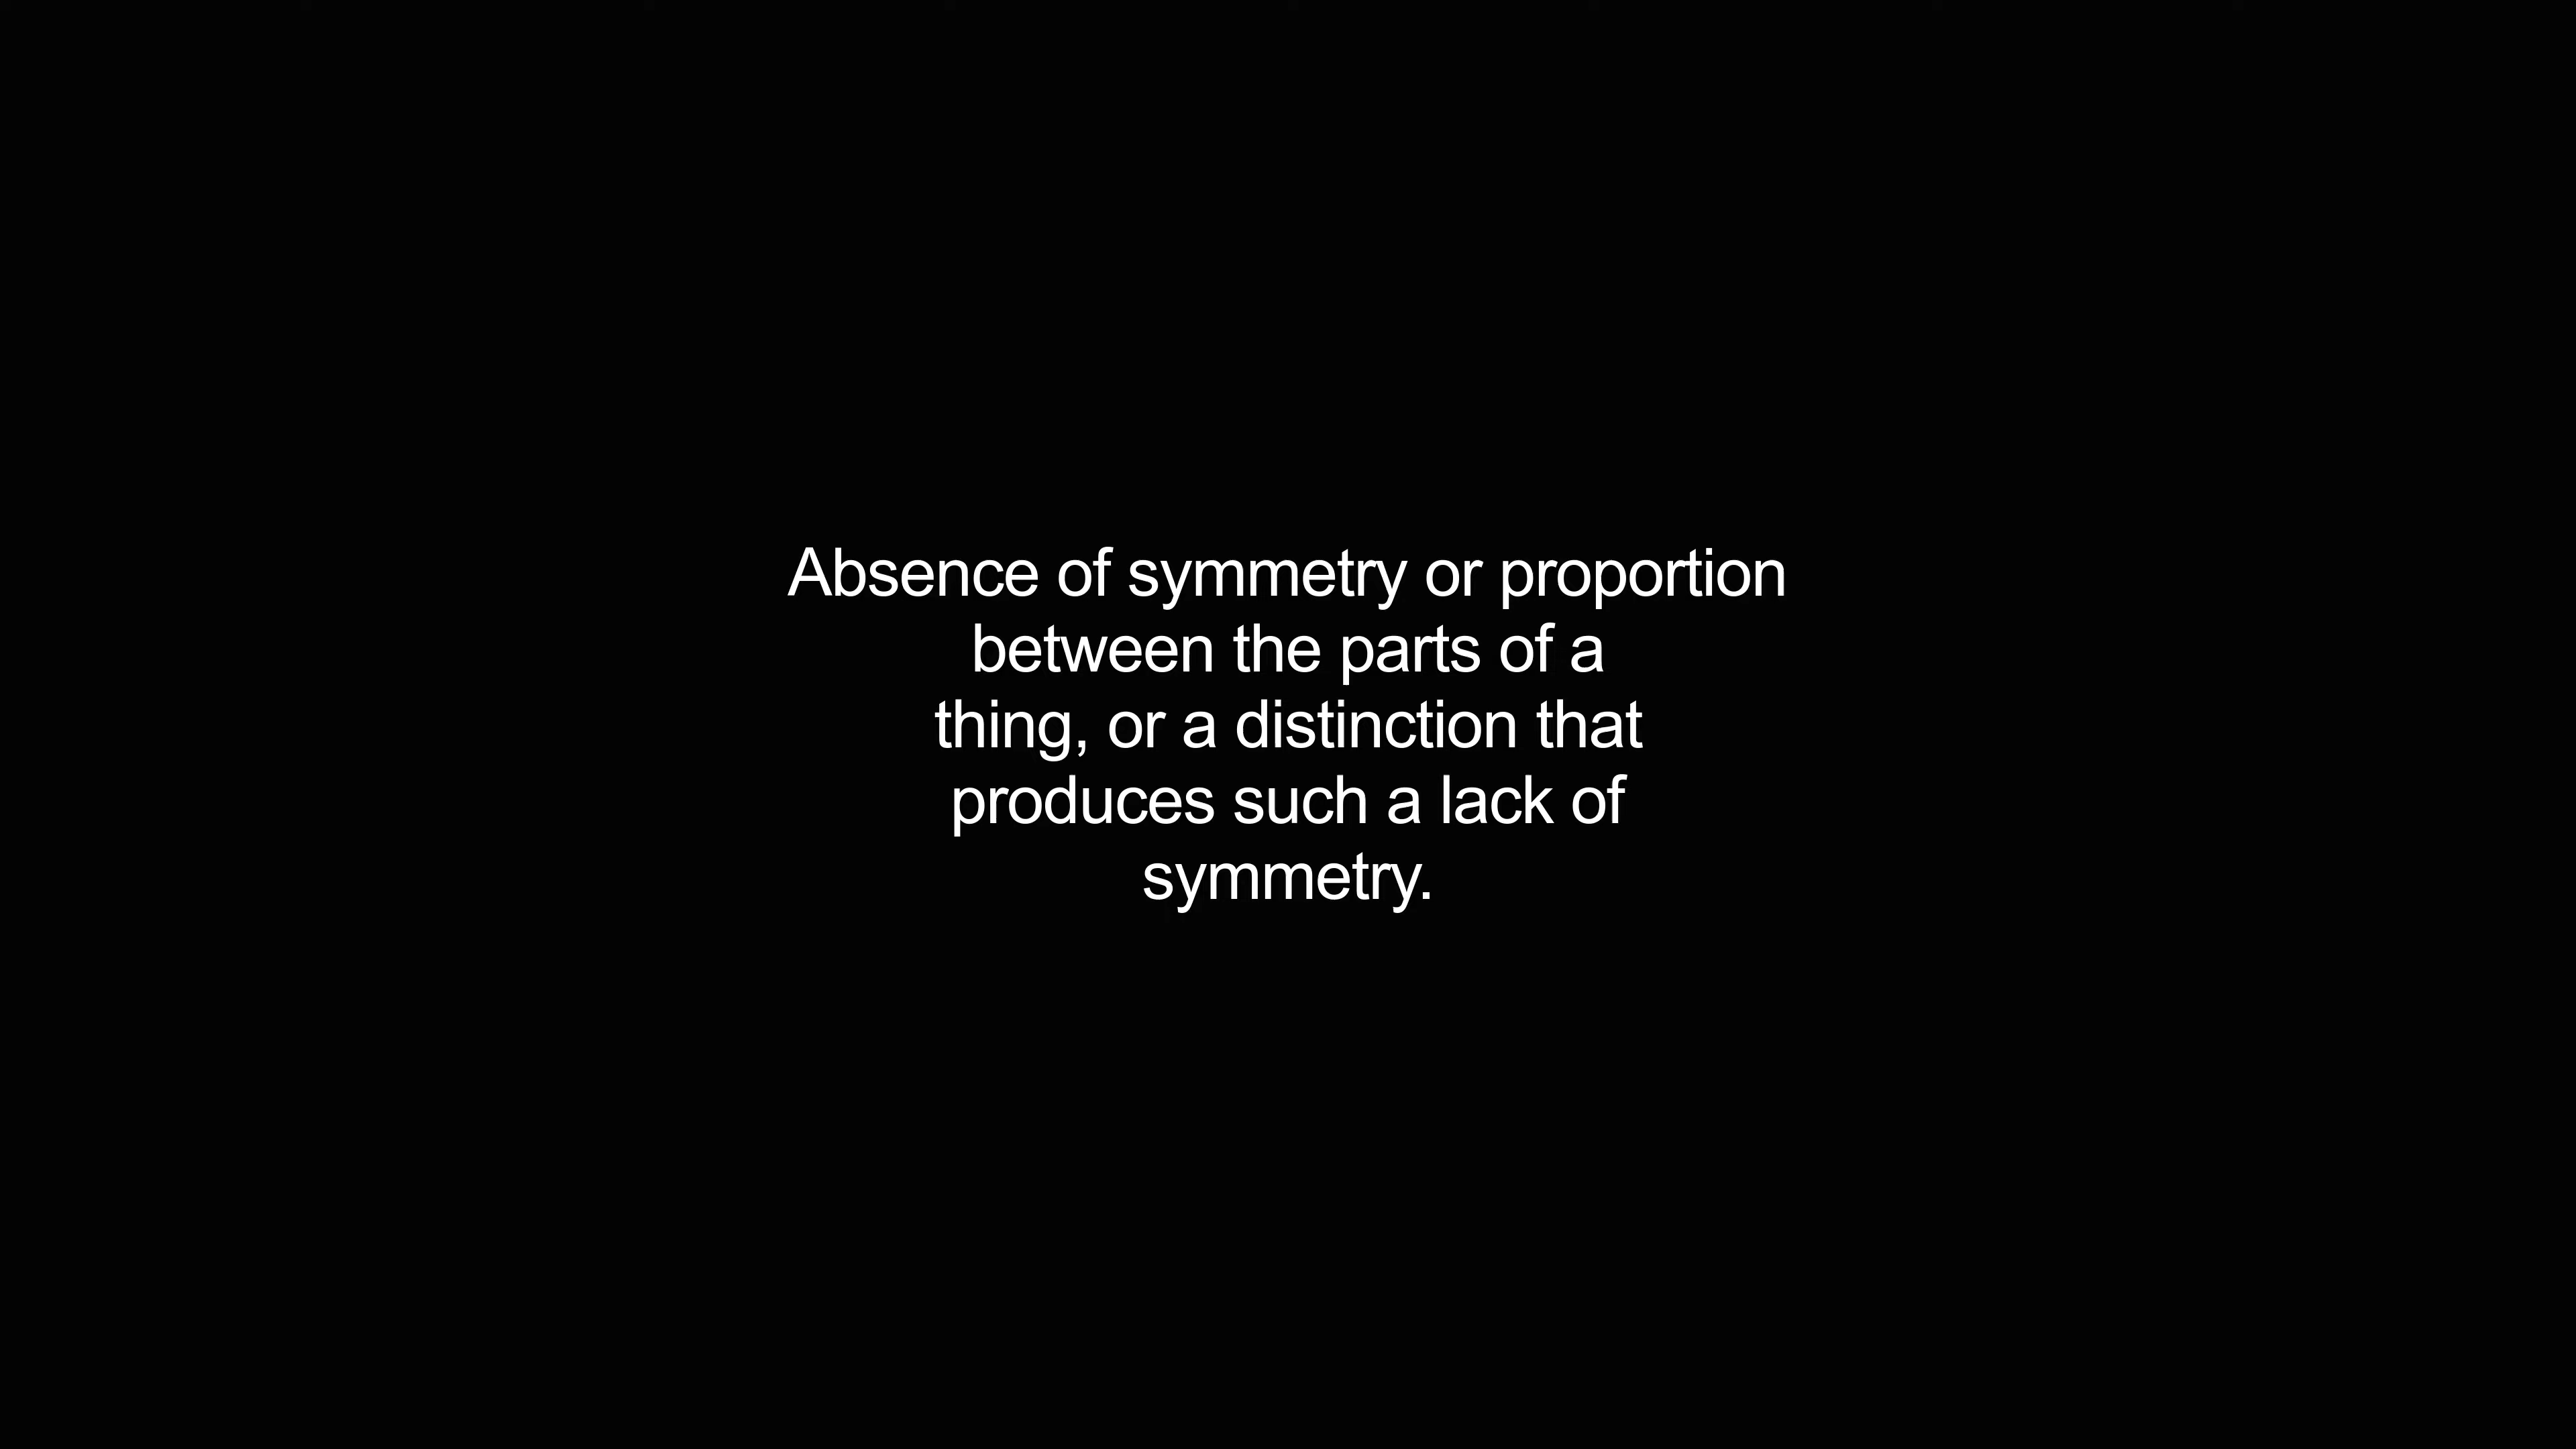 Absence of symmetry or proportion
between the parts of a
thing, or a distinction that
produces such a lack of
symmetry.